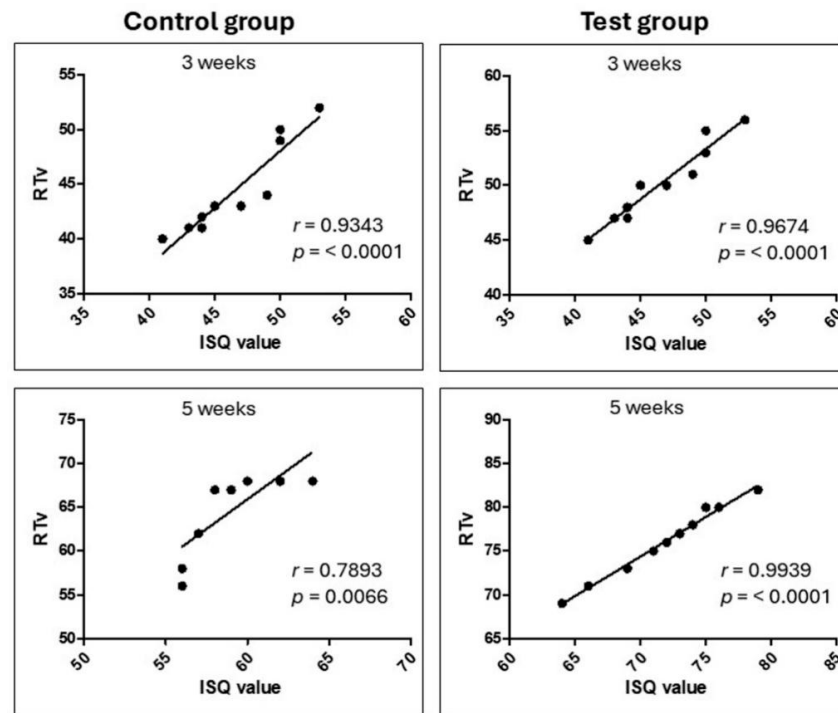 Control group
Test group
3 weeks
55
50
45
40
35
RTv
35
40
45
50
55
60
ISQ value
r = 0.9343
p = < 0.0001
3 weeks
60
55
50
45
40
RTv
35
40
45
50
55
60
ISQ value
r = 0.9674
p = < 0.0001
5 weeks
75
70
65
60
55
50
RTv
50
55
60
65
70
ISQ value
r = 0.7893
p = 0.0066
5 weeks
90
85
80
75
70
65
RTv
60
65
70
75
80
85
ISQ value
r = 0.9939
p = < 0.0001